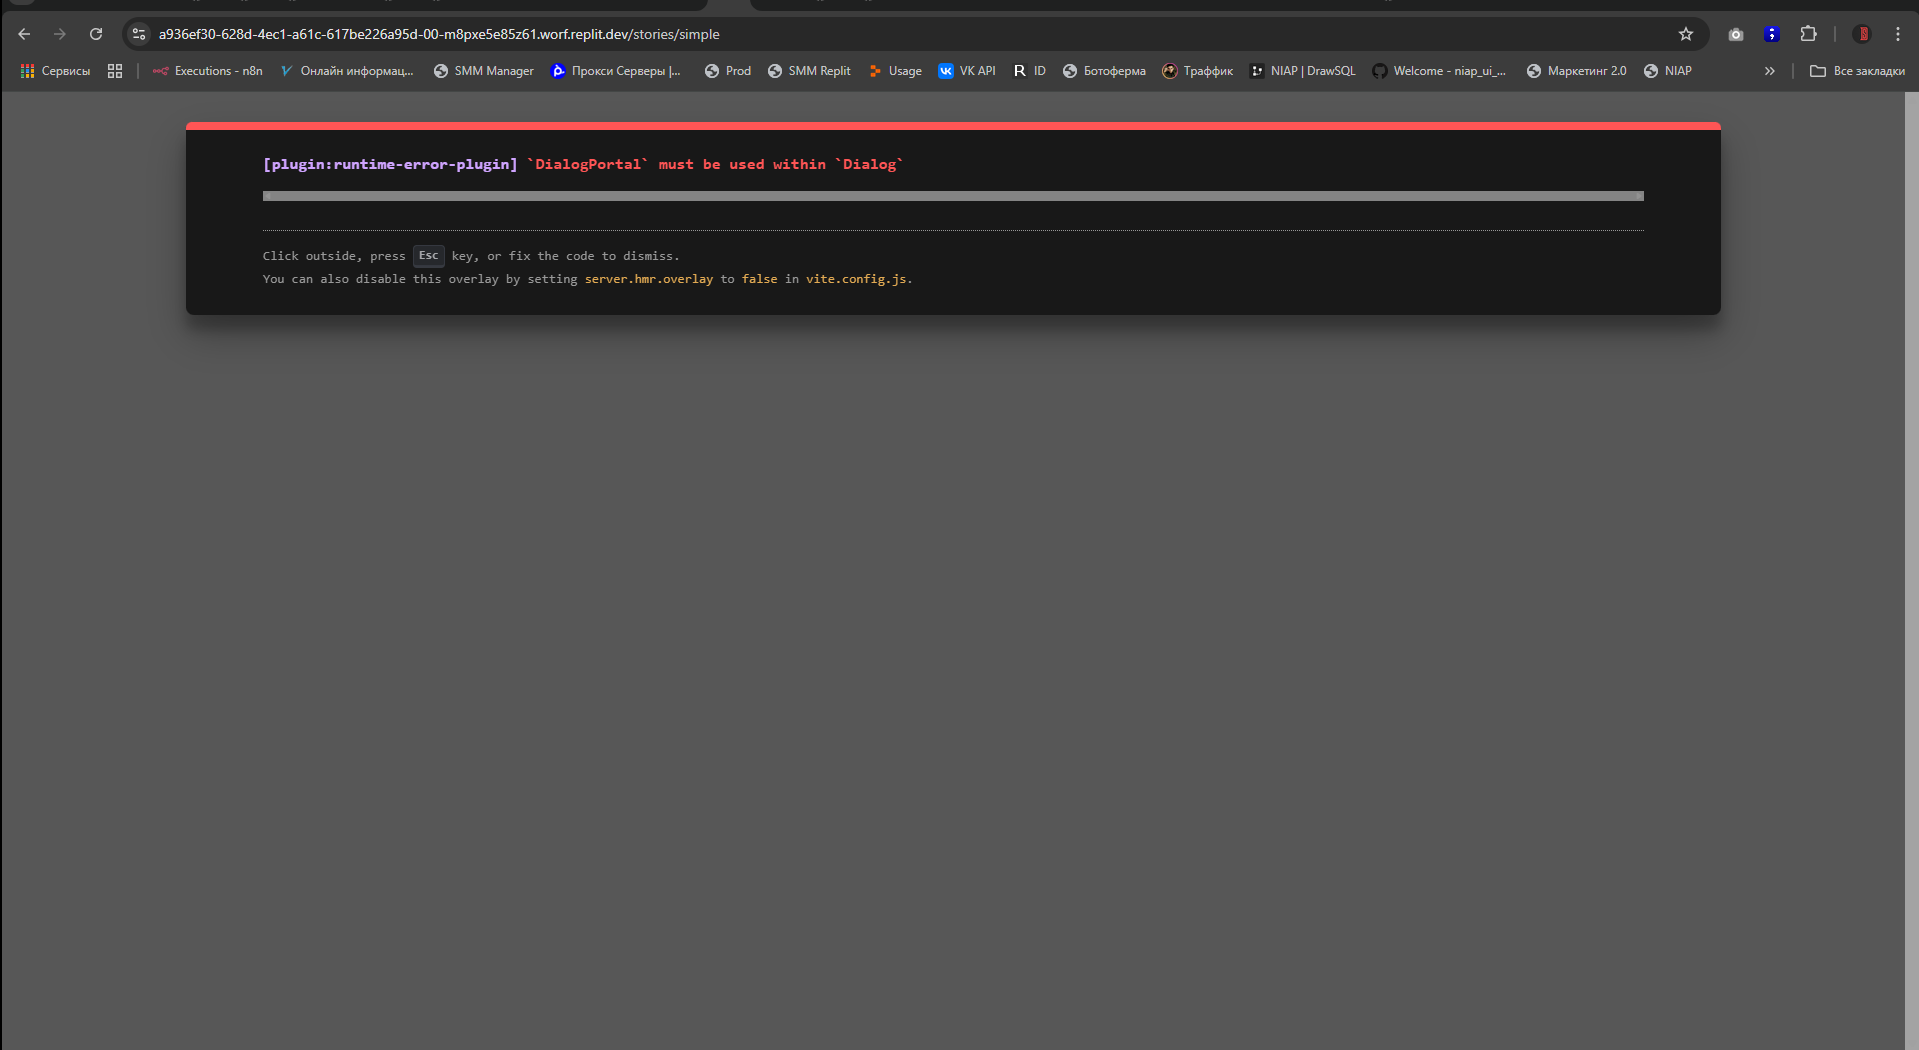 a936ef30-628d-4ec1-a61c-617be226a95d-00-m8pxe5e85z61.worf.replit.dev/stories/simple
Сервисы Executions - n8n Онлайн информац... SMM Manager Прокси Серверы |... Prod SMM Replit Usage VK API ID Ботоферма Траффик NIAP | DrawSQL Welcome - niap_ui_... Маркетинг 2.0 NIAP » Все закладки
[plugin:runtime-error-plugin] `DialogPortal` must be used within `Dialog`
Click outside, press Esc key, or fix the code to dismiss.
You can also disable this overlay by setting server.hmr.overlay to false in vite.config.js.